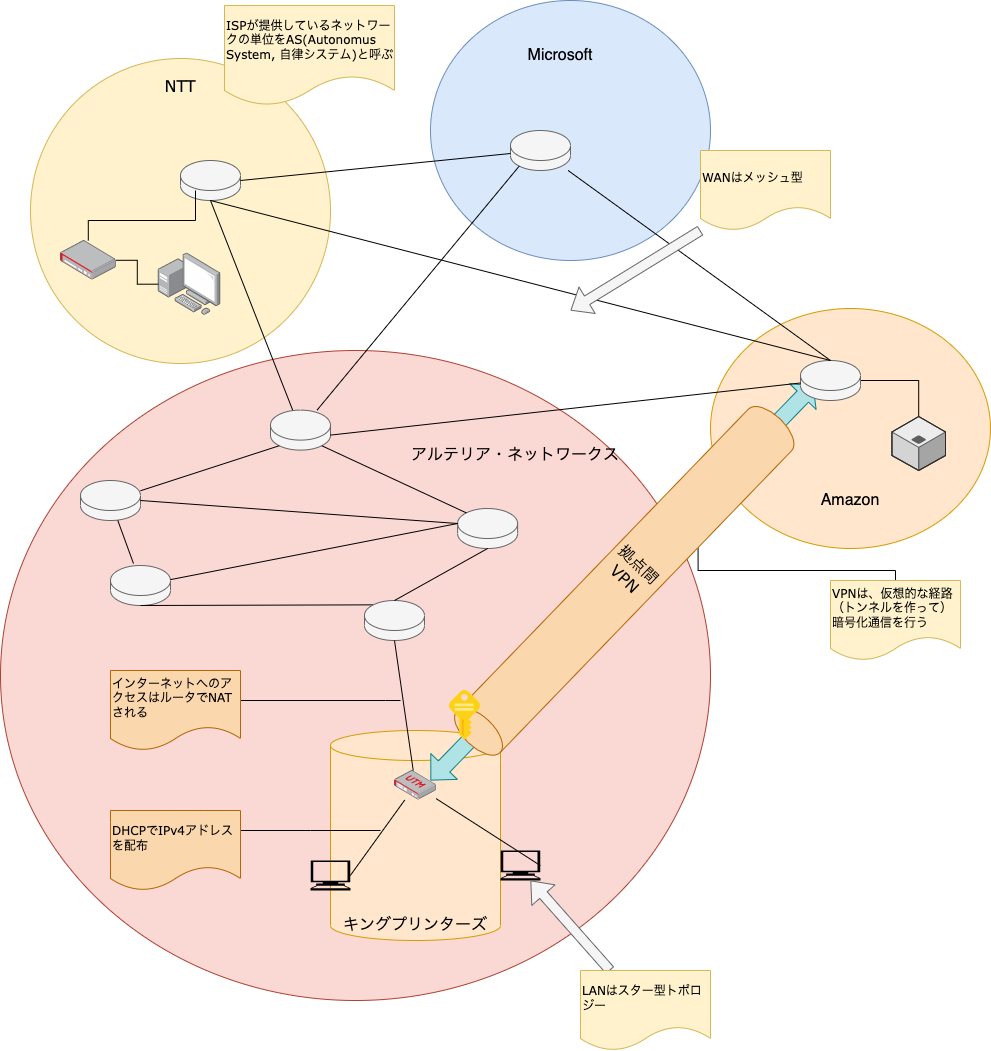 ISPが提供しているネットワー
クの単位をAS(Autonomus
System, 自律システム)と呼ぶ
Microsoft
NTT
WANはメッシュ型
アルテリア・ネットワークス
Amazon
拠点間
VPN
VPNは、仮想的な経路
（トンネルを作って）
暗号化通信を行う
インターネットへのア
クセスはルータでNAT
される
UTM
DHCPでIPv4アドレス
を配布
キングプリンターズ
LANはスター型トポロ
ジー